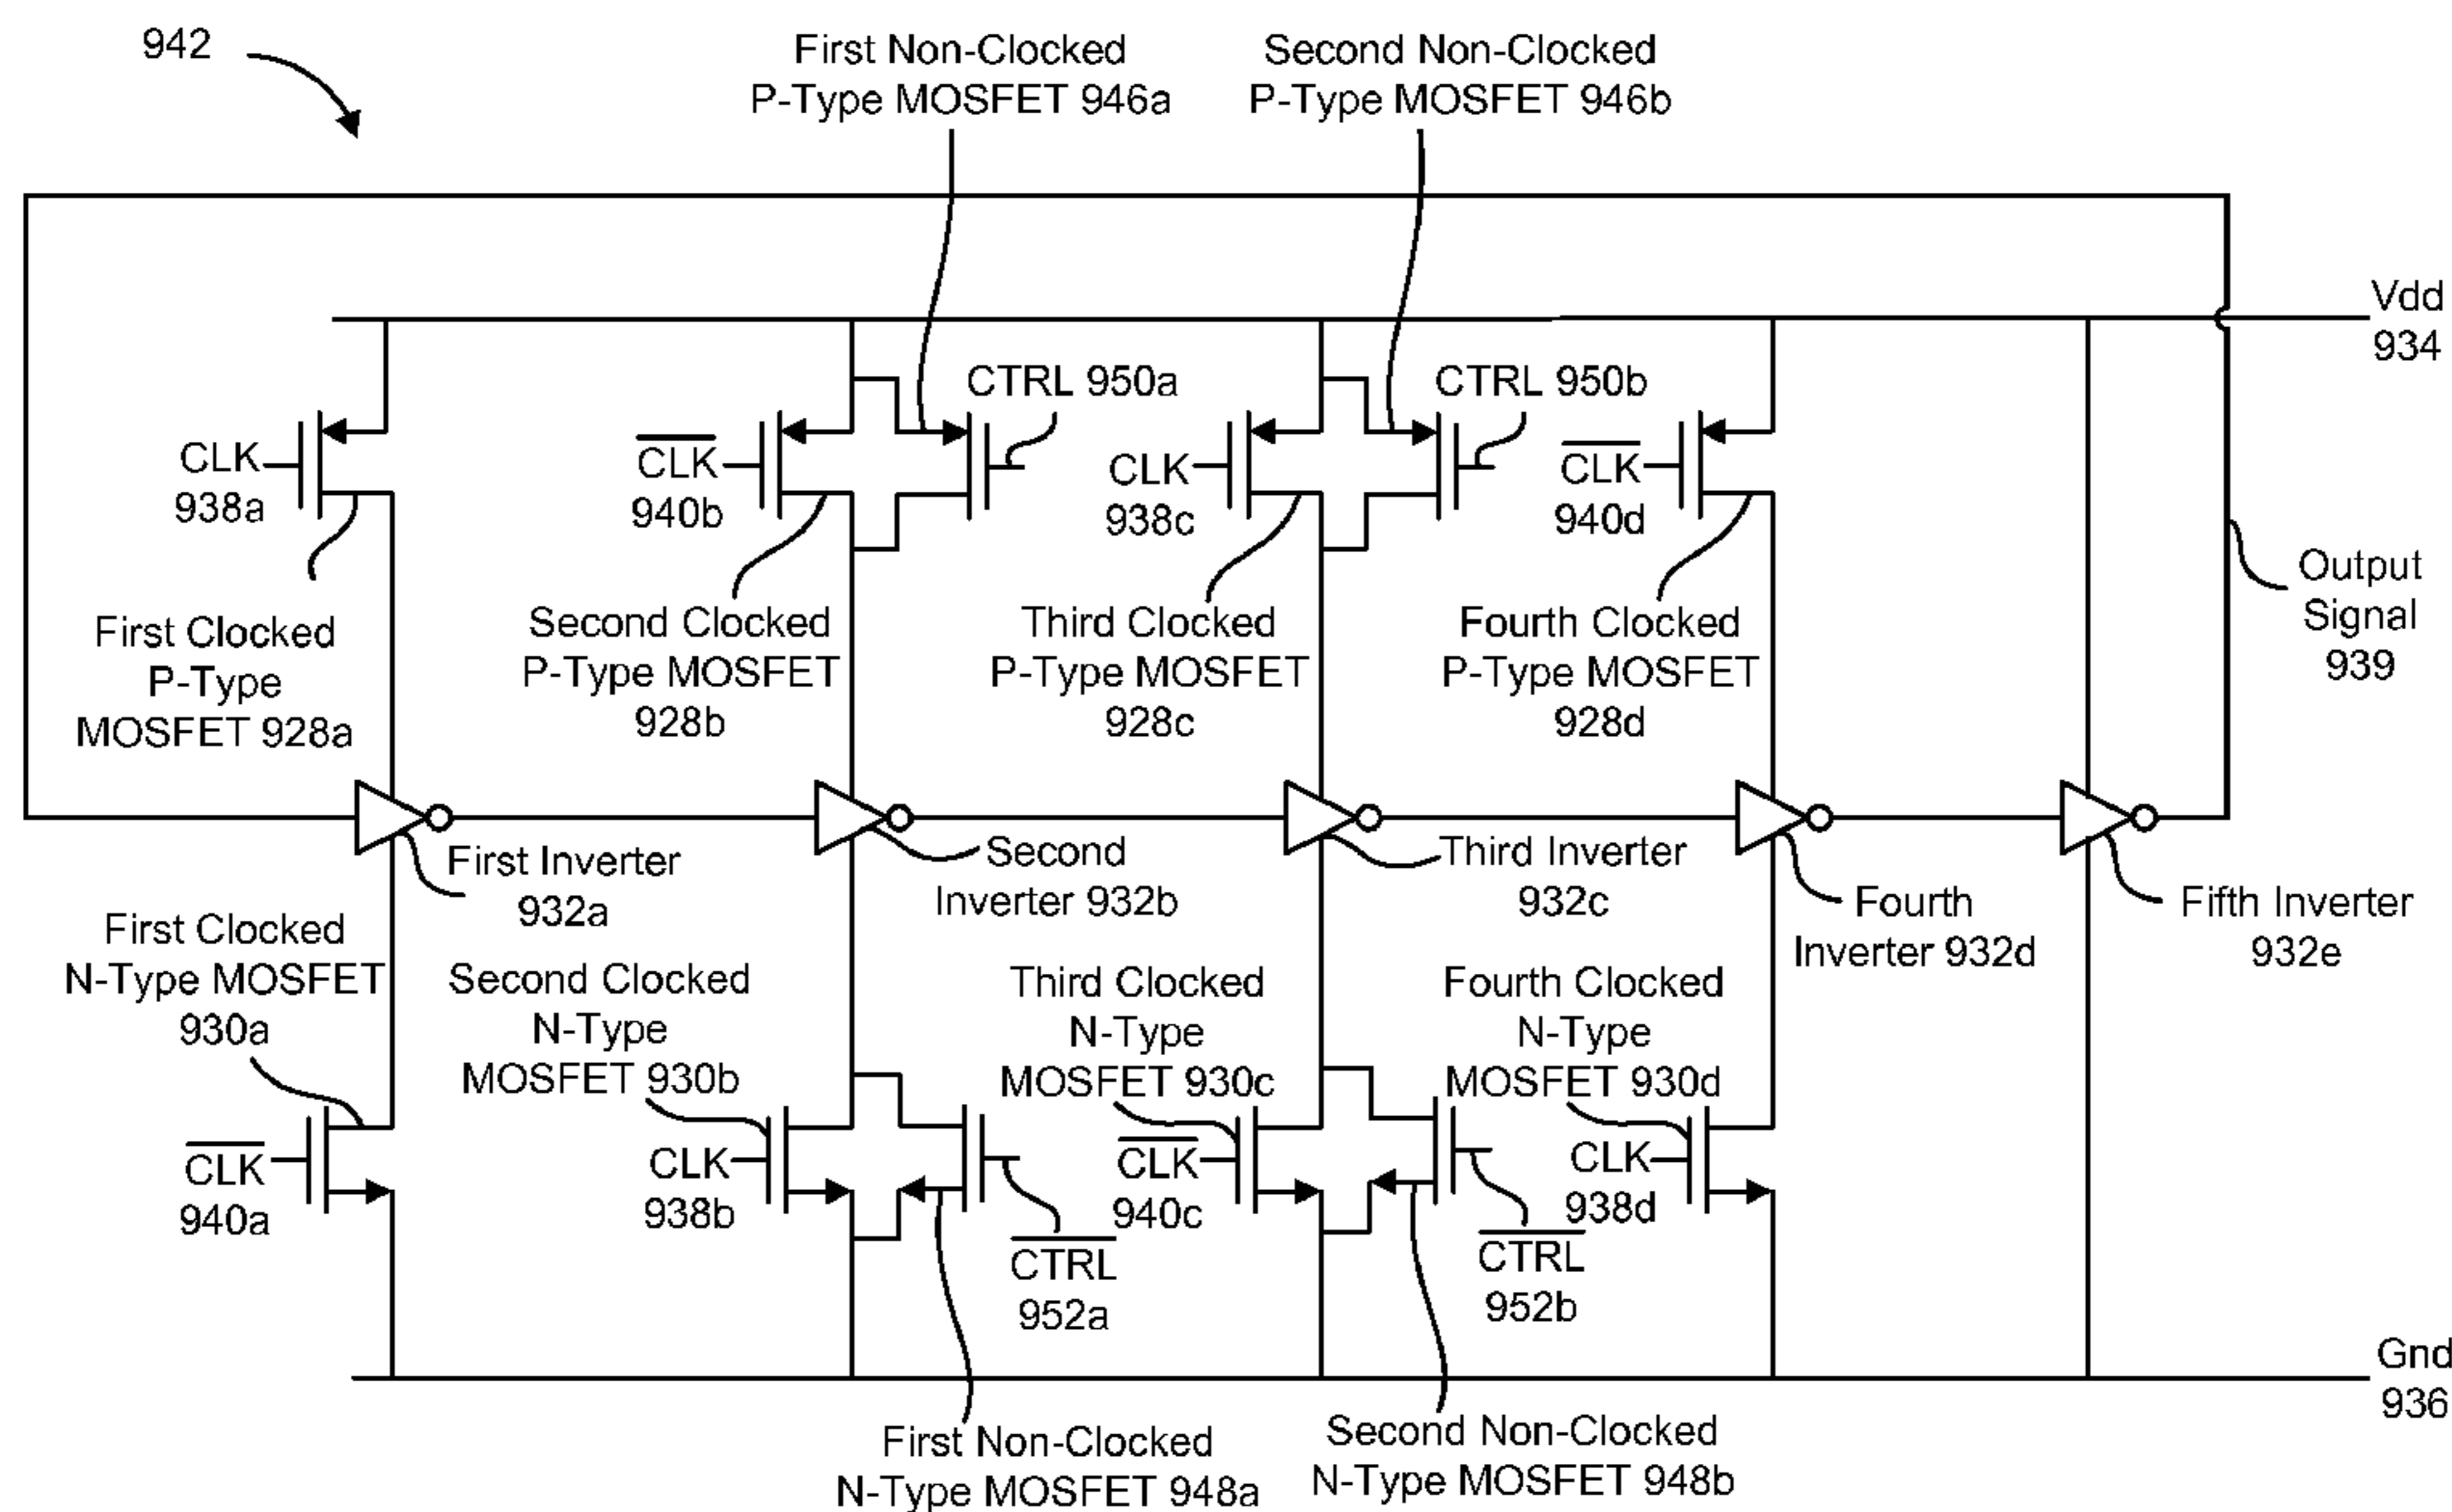 942
First Non-Clocked
P-Type MOSFET 946a
Second Non-Clocked
P-Type MOSFET 946b
Vdd
934
CTRL 950a
CTRL 950b
CLK
938a
CLK
940b
CLK
938c
CLK
940d
Output
Signal
939
First Clocked
P-Type
MOSFET 928a
Second Clocked
P-Type MOSFET
928b
Third Clocked
P-Type MOSFET
928c
Fourth Clocked
P-Type MOSFET
928d
First Inverter
932a
Second
Inverter 932b
Third Inverter
932c
Fourth
Inverter 932d
Fifth Inverter
932e
First Clocked
N-Type MOSFET
930a
Second Clocked
N-Type
MOSFET 930b
Third Clocked
N-Type
MOSFET 930c
Fourth Clocked
N-Type
MOSFET 930d
CLK
940a
CLK
938b
CLK
940c
CLK
938d
CTRL
952a
CTRL
952b
Gnd
936
First Non-Clocked
N-Type MOSFET 948a
Second Non-Clocked
N-Type MOSFET 948b